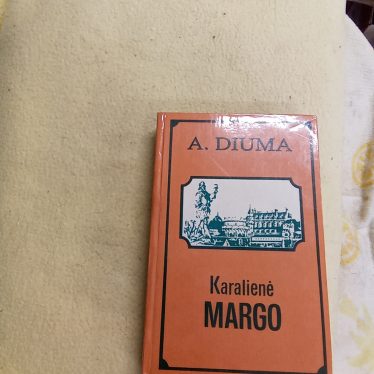 A. DIUMA
Karalienė
MARGO